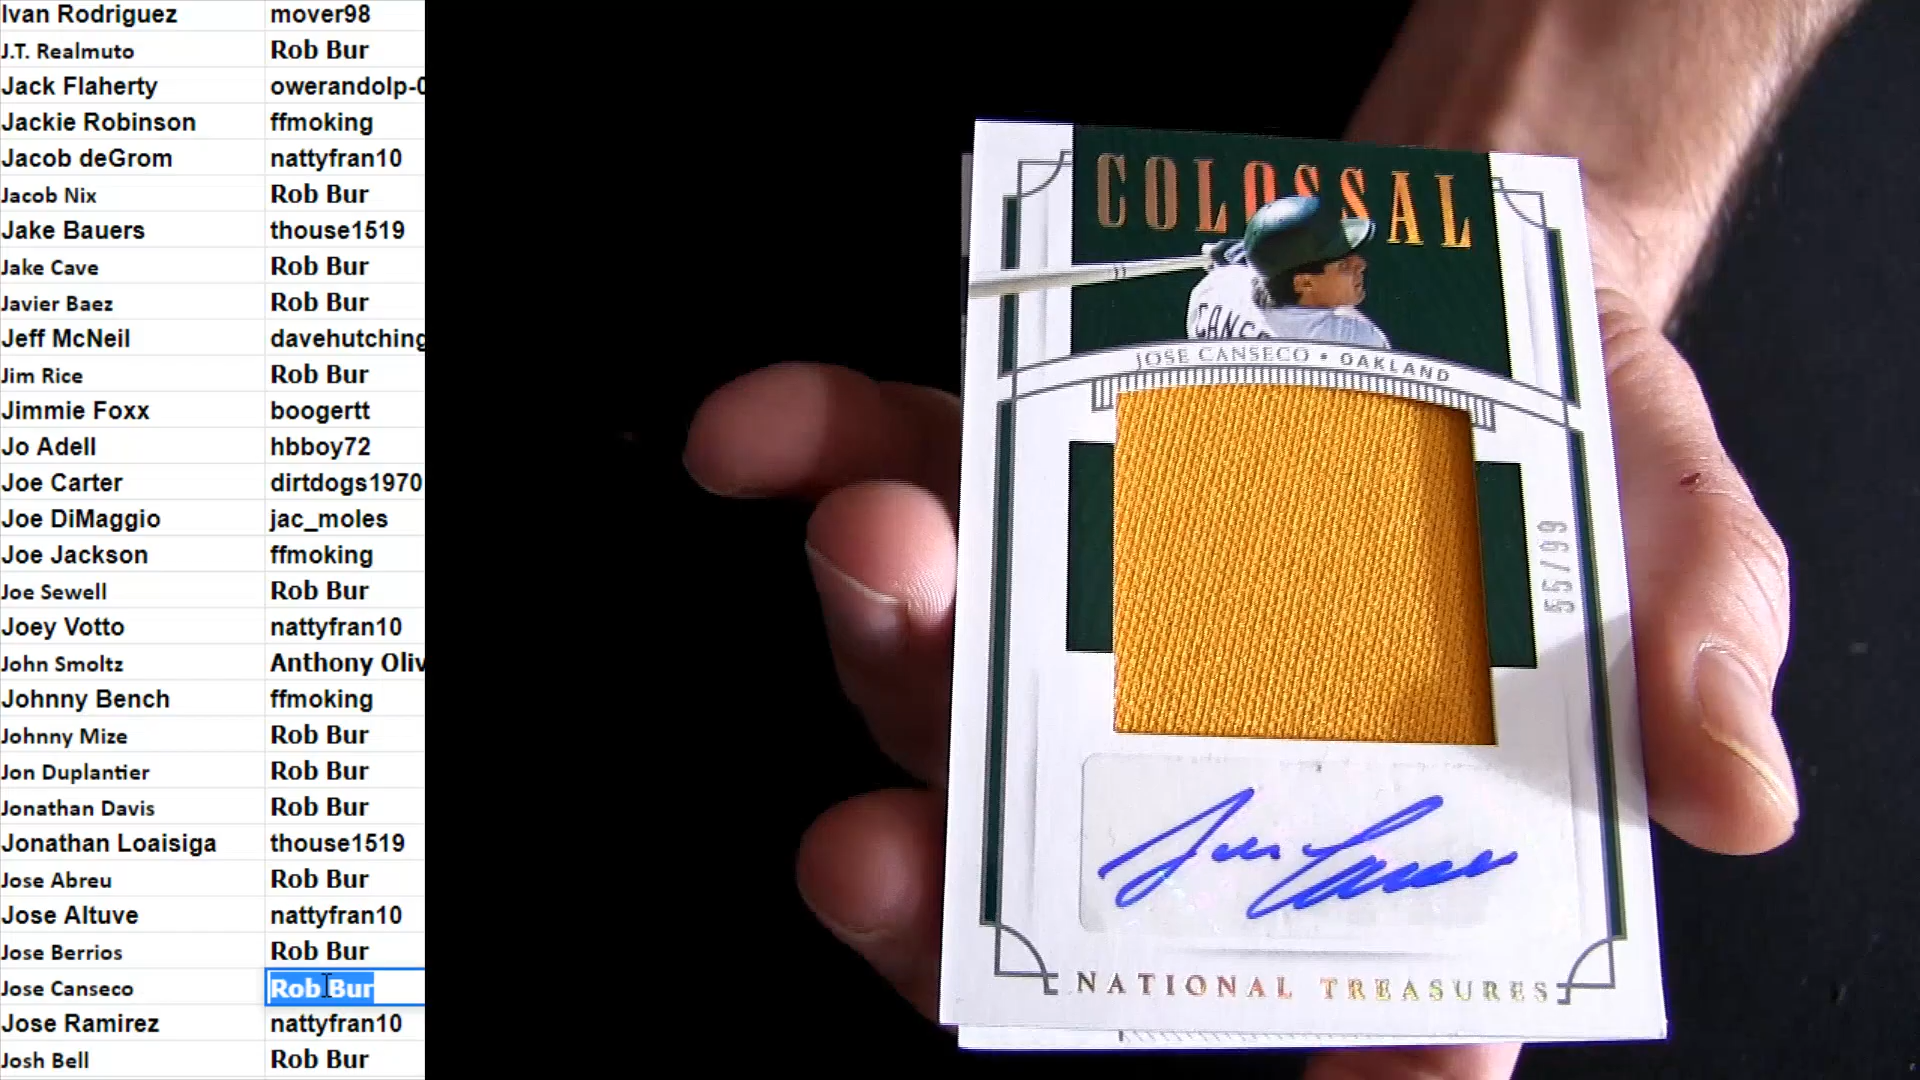 Ivan Rodriguez mover98
J.T. Realmuto Rob Bur
Jack Flaherty owerandolp-0
Jackie Robinson ffmoking
Jacob deGrom nattyfran10
Jacob Nix Rob Bur
Jake Bauers thouse1519
Jake Cave Rob Bur
Javier Baez Rob Bur
Jeff McNeil davehutching
Jim Rice Rob Bur
Jimmie Foxx boogertt
Jo Adell hbboy72
Joe Carter dirtdogs1970
Joe DiMaggio jac_moles
Joe Jackson ffmoking
Joe Sewell Rob Bur
Joey Votto nattyfran10
John Smoltz Anthony Oliv
Johnny Bench ffmoking
Johnny Mize Rob Bur
Jon Duplantier Rob Bur
Jonathan Davis Rob Bur
Jonathan Loaisiga thouse1519
Jose Abreu Rob Bur
Jose Altuve nattyfran10
Jose Berrios Rob Bur
Jose Canseco Rob Bur
Jose Ramirez nattyfran10
Josh Bell Rob Bur
COLOSSAL
JOSE CANSECO • OAKLAND
55/99
NATIONAL TREASURES